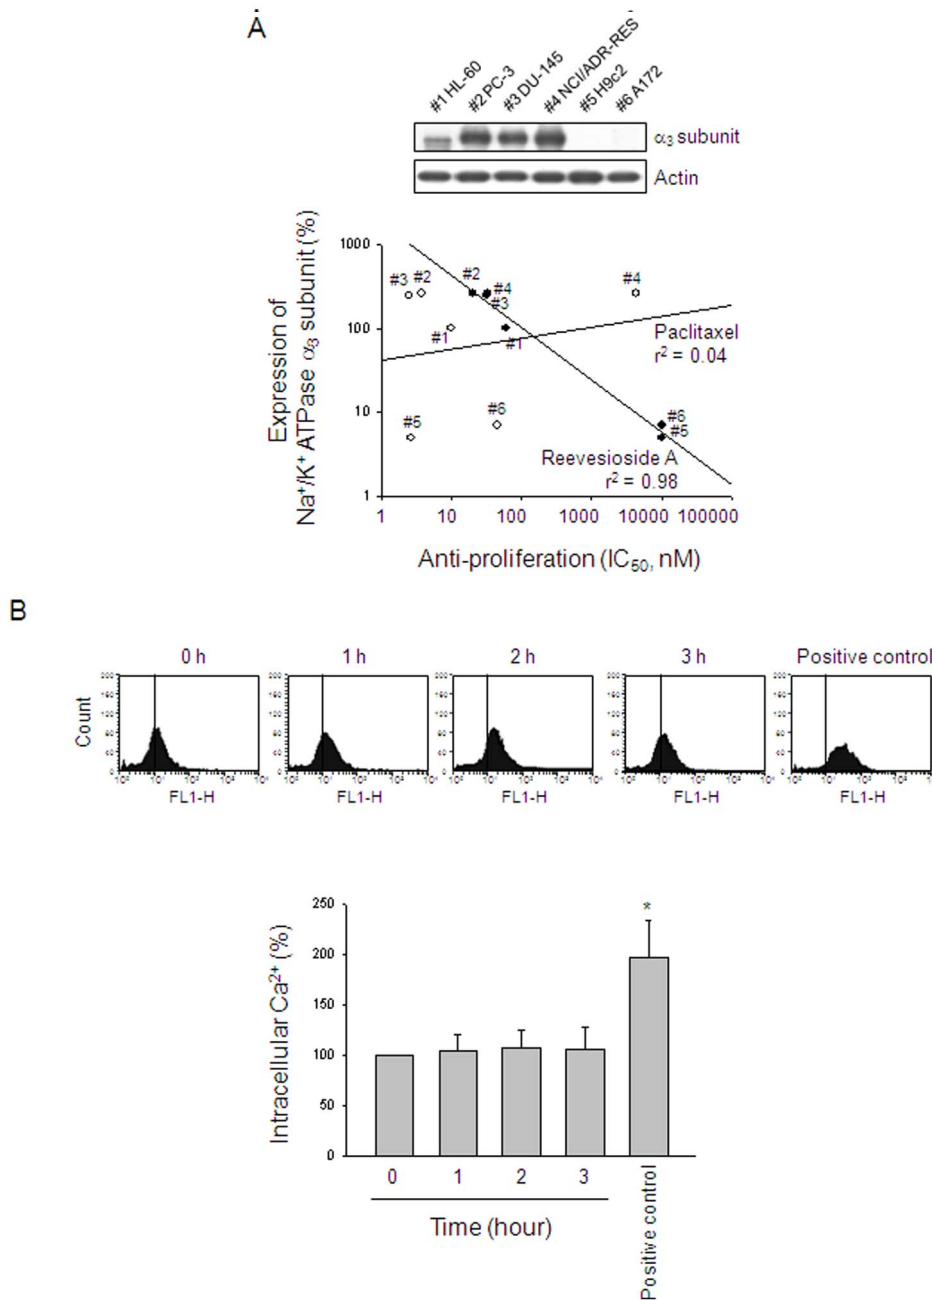 A
#1 HL-60
#2 PC-3
#3 DU-145
#4 NCI/ADR-RES
#5 H9c2
#6 A172
α3 subunit
Actin
Expression of
Na+/K+ ATPase α3 subunit (%)
1000
100
10
1
#3
#2
#2
#4
#3
#4
#1
#1
Paclitaxel
r2 = 0.04
#5
#6
#6
#5
Reevesioside A
r2 = 0.98
1
10
100
1000
10000
100000
Anti-proliferation (IC50, nM)
B
0 h
1 h
2 h
3 h
Positive control
Count
FL1-H
FL1-H
FL1-H
FL1-H
FL1-H
Intracellular Ca2+ (%)
250
200
150
100
50
0
*
0
1
2
3
Time (hour)
Positive control